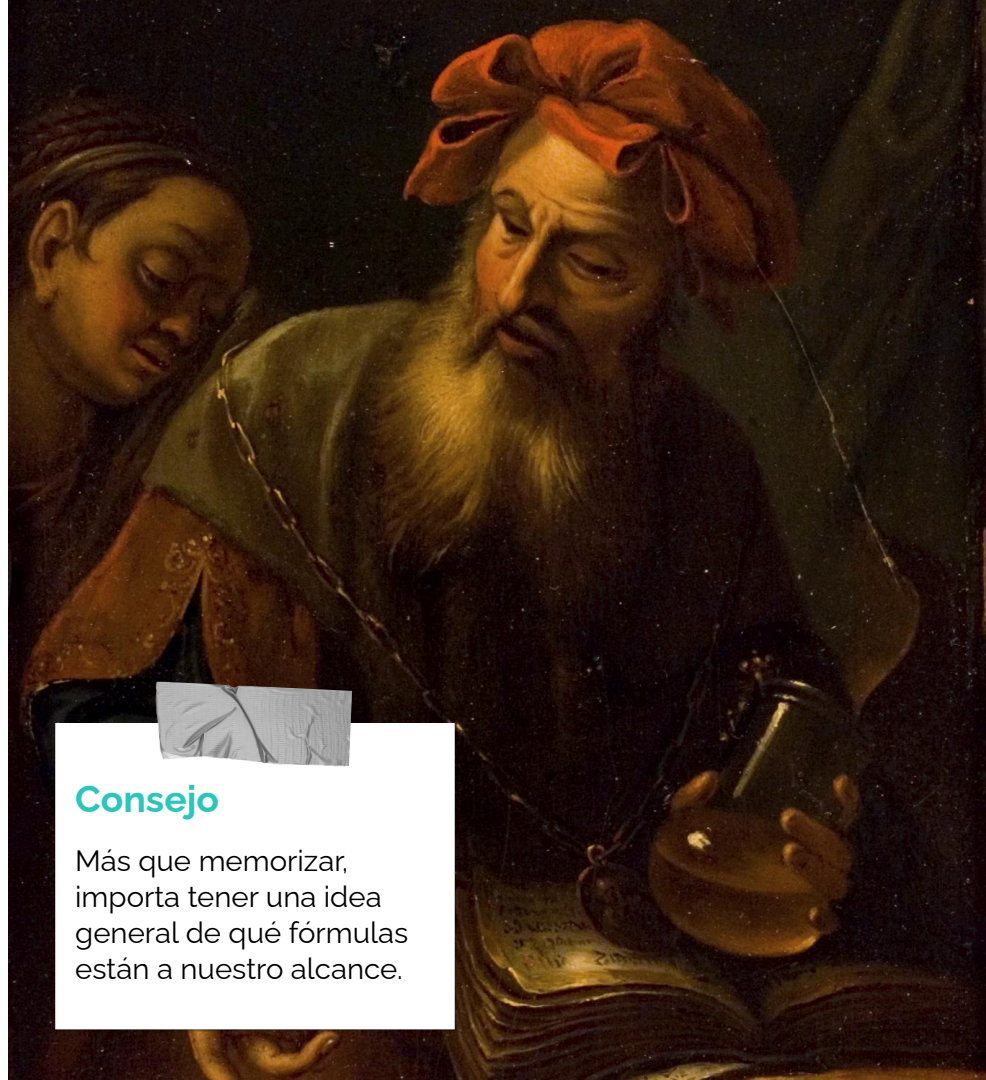 Consejo
Más que memorizar,
importa tener una idea
general de qué fórmulas
están a nuestro alcance.